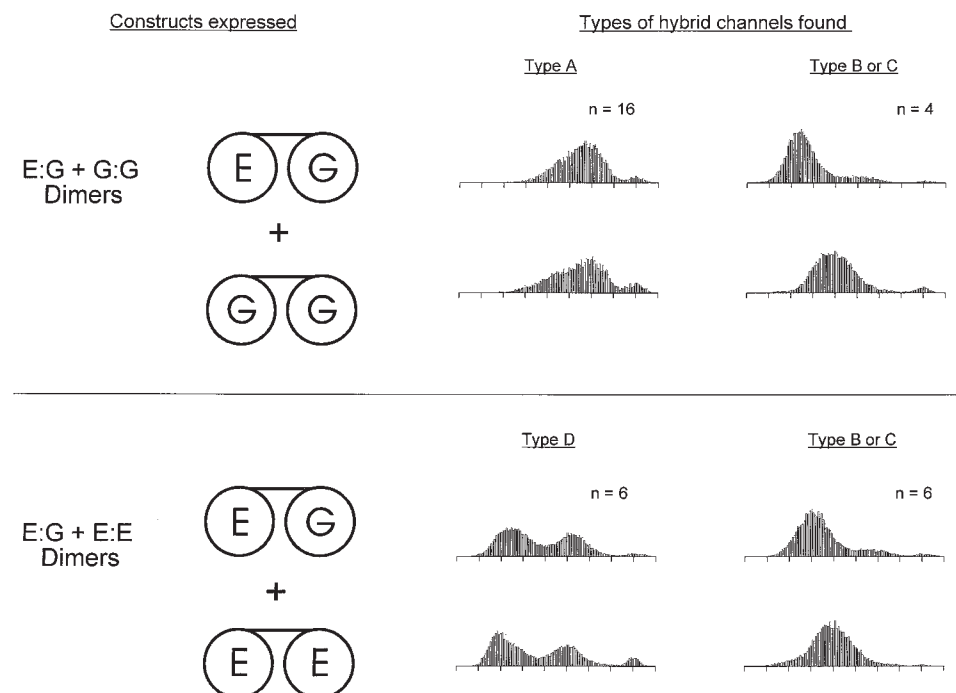 Constructs expressed
Types of hybrid channels found
Type A
Type B or C
n = 16
n = 4
E:G + G:G
Dimers
E G
+
G G
Type D
Type B or C
n = 6
n = 6
E:G + E:E
Dimers
E G
+
E E